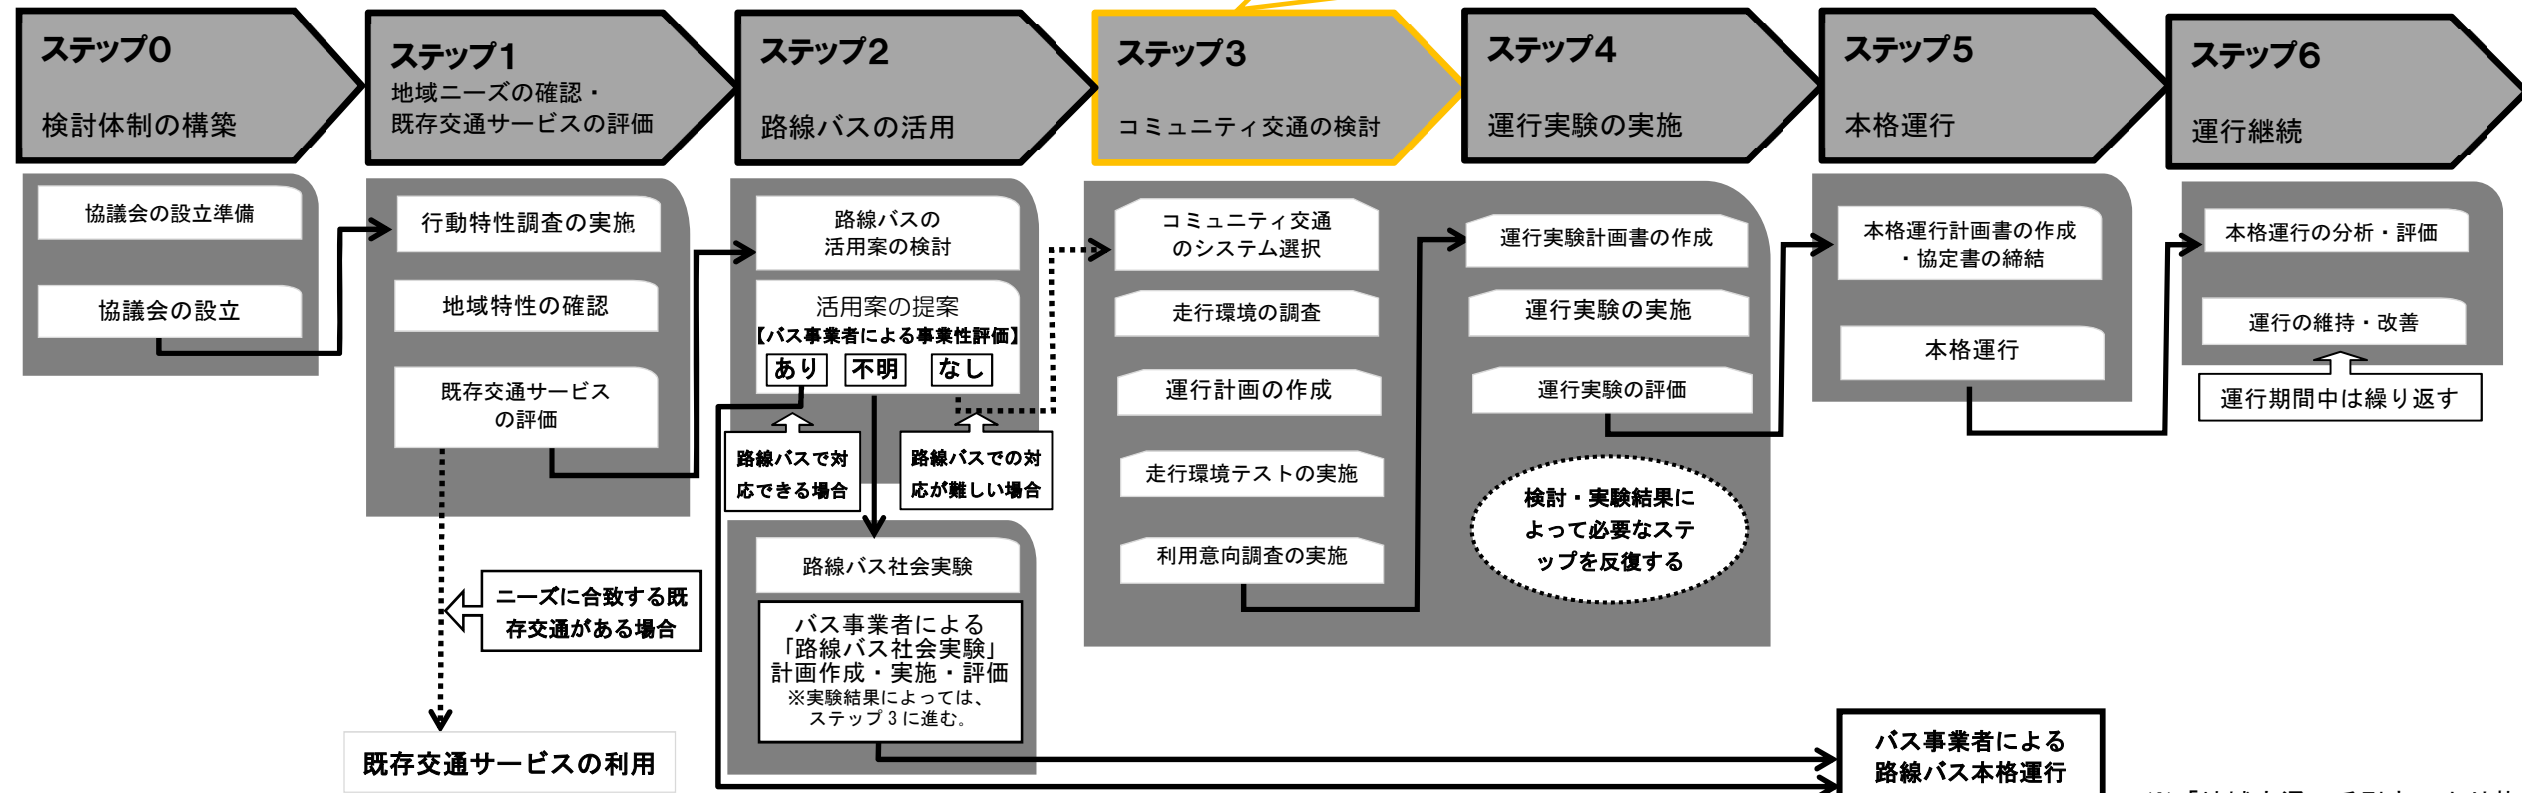 ステップ0
検討体制の構築
協議会の設立準備
協議会の設立
ステップ1
地域ニーズの確認・
既存交通サービスの評価
行動特性調査の実施
地域特性の確認
既存交通サービス
の評価
ニーズに合致する既
存交通がある場合
既存交通サービスの利用
ステップ2
路線バスの活用
路線バスの
活用案の検討
活用案の提案
【バス事業者による事業性評価】
あり 不明 なし
路線バスで対
応できる場合
路線バスでの対
応が難しい場合
路線バス社会実験
バス事業者による
「路線バス社会実験」
計画作成・実施・評価
※実験結果によっては、
ステップ3に進む。
ステップ3
コミュニティ交通の検討
コミュニティ交通
のシステム選択
走行環境の調査
運行計画の作成
走行環境テストの実施
利用意向調査の実施
ステップ4
運行実験の実施
運行実験計画書の作成
運行実験の実施
運行実験の評価
検討・実験結果に
よって必要なステ
ップを反復する
ステップ5
本格運行
本格運行計画書の作成
・協定書の締結
本格運行
バス事業者による
路線バス本格運行
ステップ6
運行継続
本格運行の分析・評価
運行の維持・改善
運行期間中は繰り返す